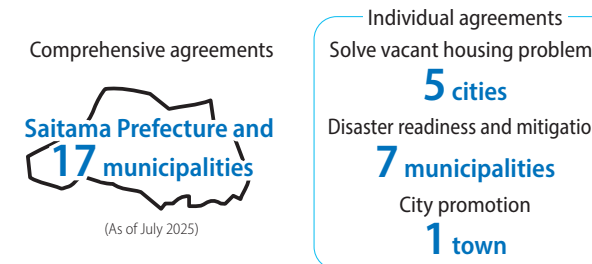 Comprehensive agreements
Saitama Prefecture and
17 municipalities
(As of July 2025)
Individual agreements
Solve vacant housing problem
5 cities
Disaster readiness and mitigatio
7 municipalities
City promotion
1 town